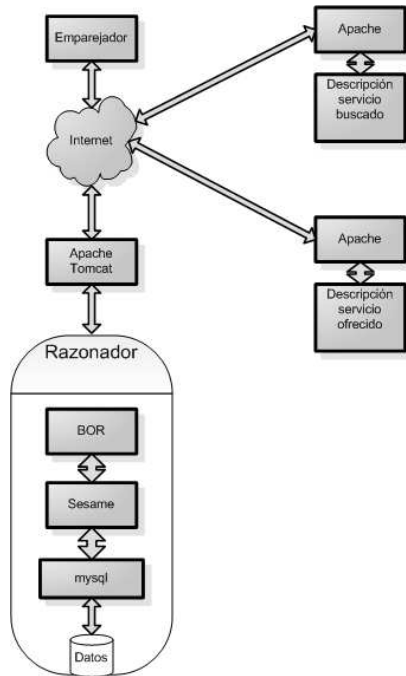 Emparejador
Internet
Apache
Tomcat
Apache
Descripción
servicio
buscado
Apache
Descripción
servicio
ofrecido
Razonador
BOR
Sesame
mysql
Datos